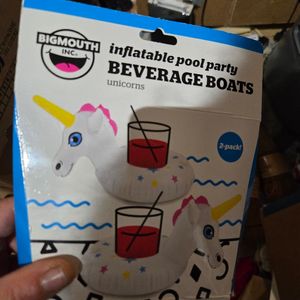 BIGMOUTH
INC.
inflatable pool party
BEVERAGE BOATS
unicorns
2-pack!